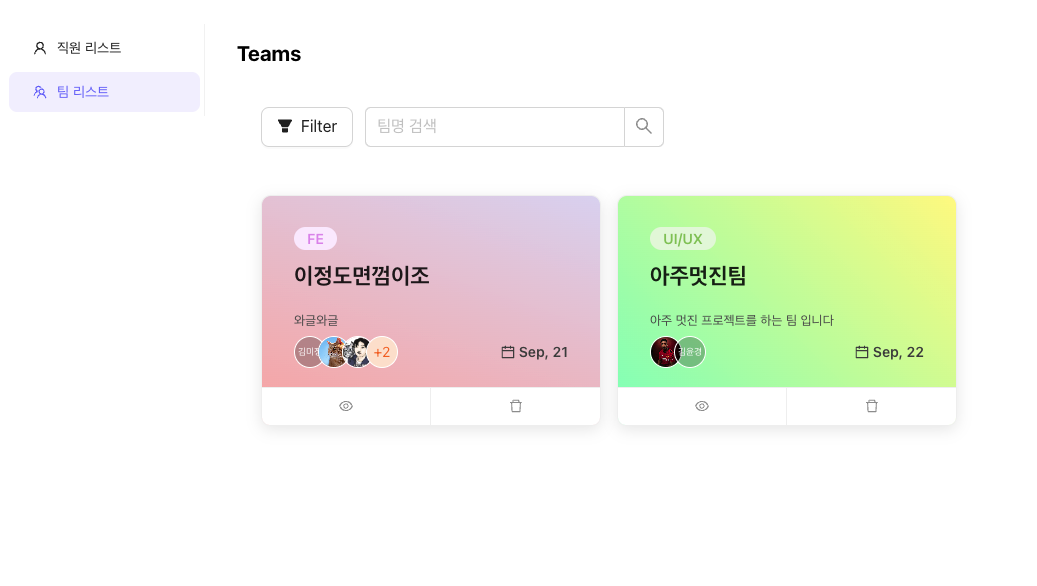 직원 리스트
팀 리스트
Teams
Filter
팀명 검색
FE
이정도면껌이조
와글와글
+2
Sep, 21
UI/UX
아주멋진팀
아주 멋진 프로젝트를 하는 팀 입니다
김윤경
Sep, 22